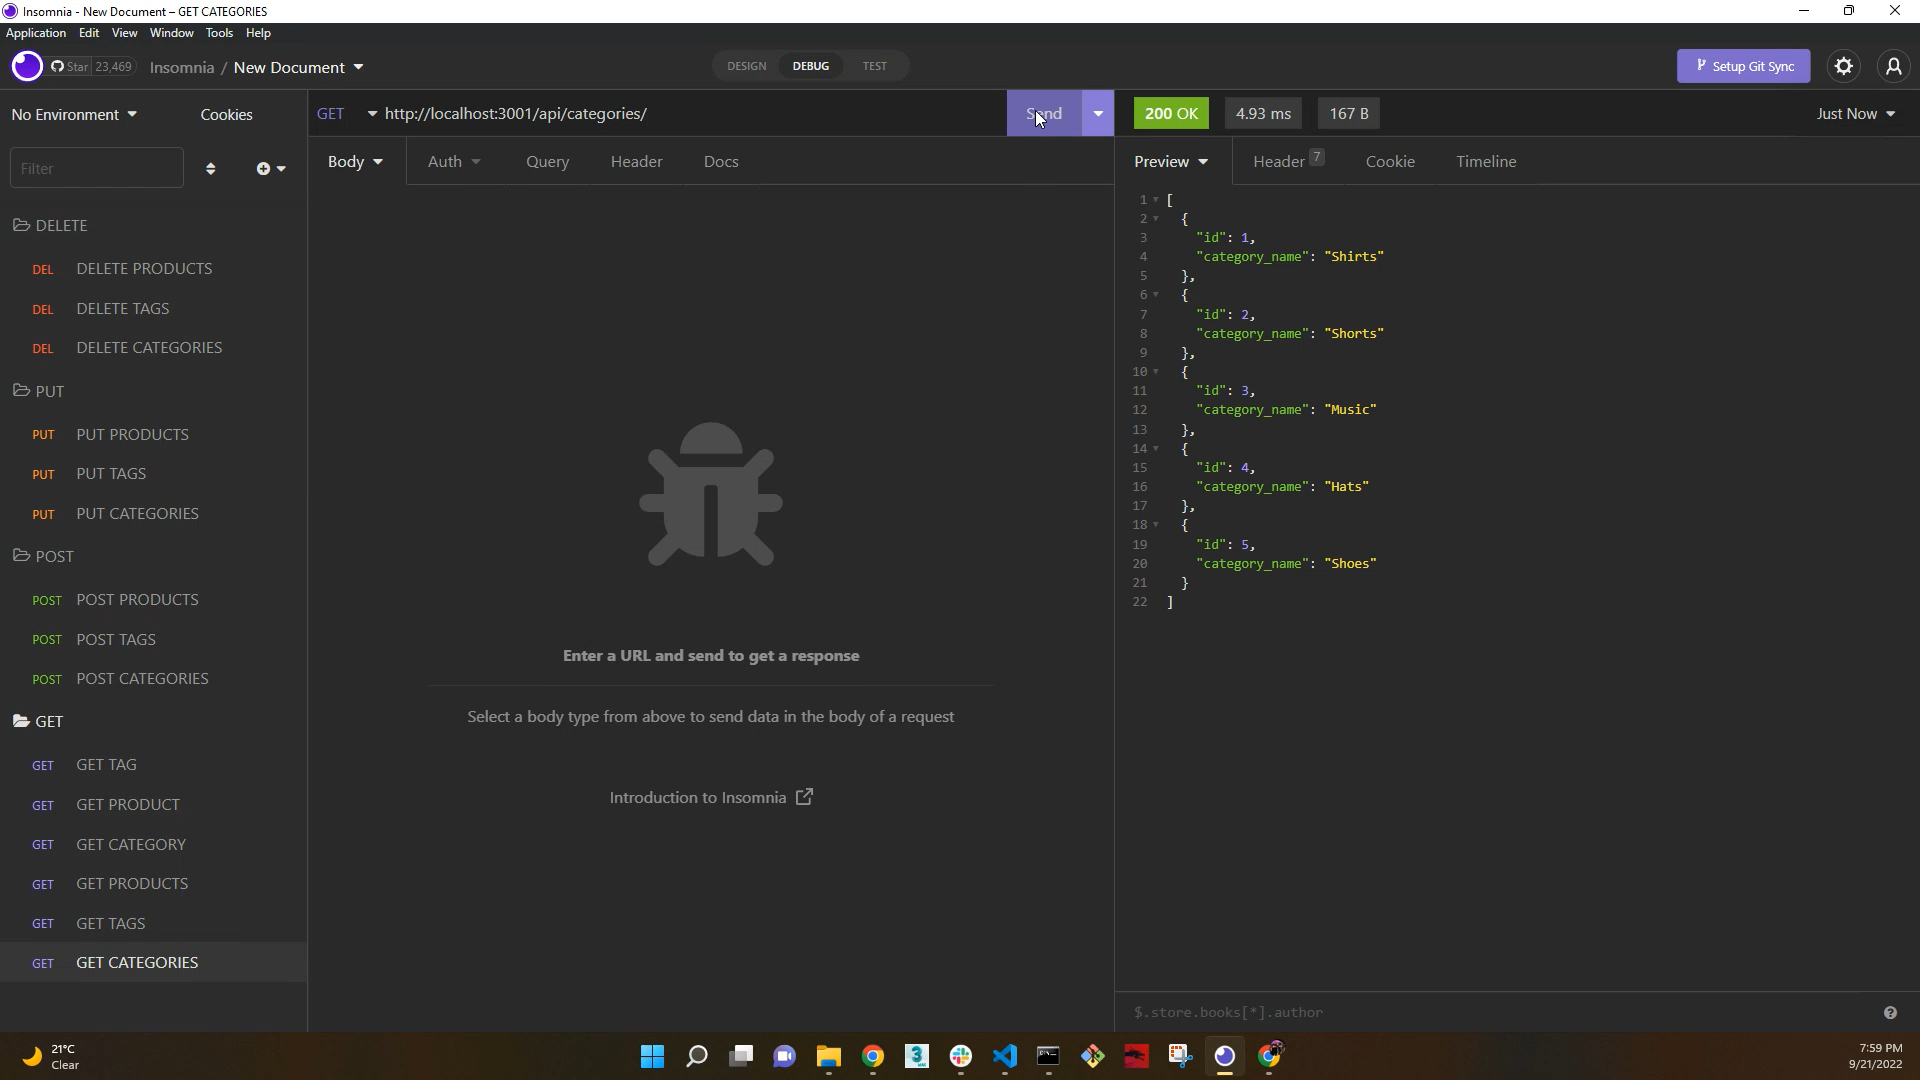 Insomnia - New Document – GET CATEGORIES
Application Edit View Window Tools Help
Star 23,469 Insomnia / New Document DESIGN DEBUG TEST Setup Git Sync
No Environment Cookies
GET http://localhost:3001/api/categories/ Send
200 OK 4.93 ms 167 B Just Now
Filter
Body Auth Query Header Docs
Preview Header 7 Cookie Timeline
DELETE
DEL DELETE PRODUCTS
DEL DELETE TAGS
DEL DELETE CATEGORIES
PUT
PUT PUT PRODUCTS
PUT PUT TAGS
PUT PUT CATEGORIES
POST
POST POST PRODUCTS
POST POST TAGS
POST POST CATEGORIES
GET
GET GET TAG
GET GET PRODUCT
GET GET CATEGORY
GET GET PRODUCTS
GET GET TAGS
GET GET CATEGORIES
Enter a URL and send to get a response
Select a body type from above to send data in the body of a request
Introduction to Insomnia
1 [
2 {
3 "id": 1,
4 "category_name": "Shirts"
5 },
6 {
7 "id": 2,
8 "category_name": "Shorts"
9 },
10 {
11 "id": 3,
12 "category_name": "Music"
13 },
14 {
15 "id": 4,
16 "category_name": "Hats"
17 },
18 {
19 "id": 5,
20 "category_name": "Shoes"
21 }
22 ]
$.store.books[*].author
21°C
Clear
3
7:59 PM
9/21/2022